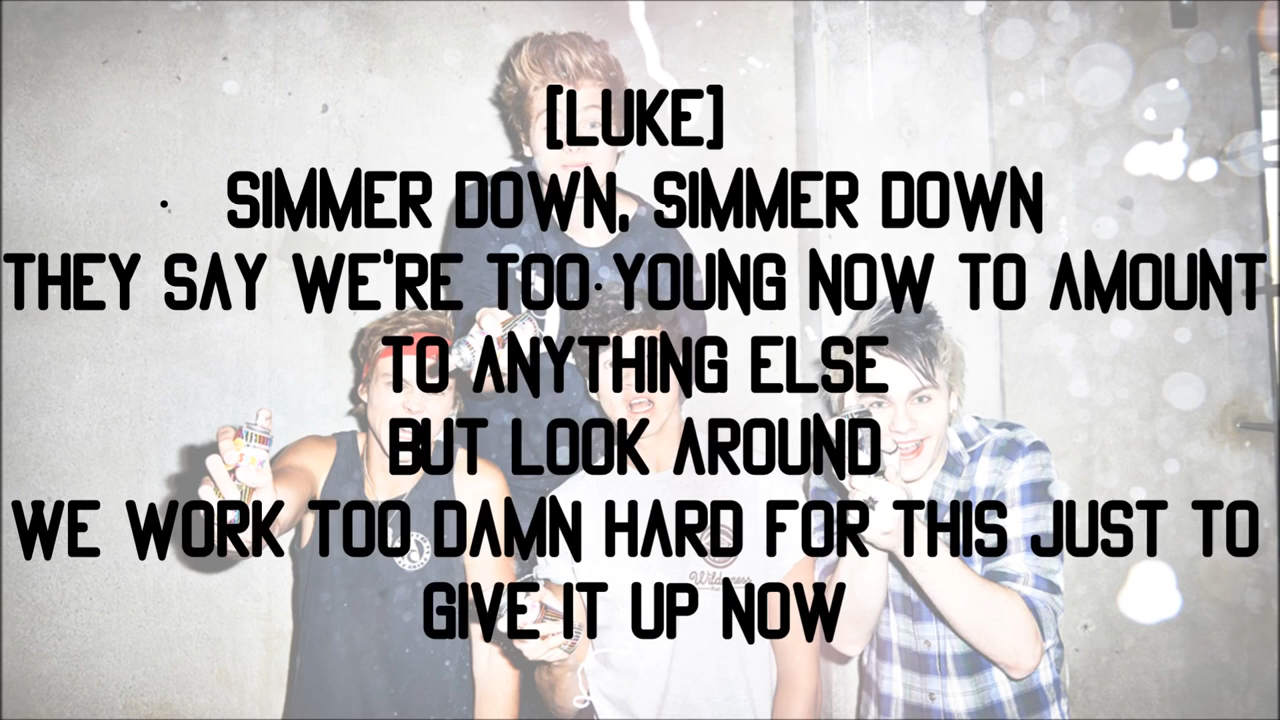 [LUKE]
SIMMER DOWN, SIMMER DOWN
THEY SAY WE'RE TOO YOUNG NOW TO AMOUNT
TO ANYTHING ELSE
BUT LOOK AROUND
WE WORK TOO DAMN HARD FOR THIS JUST TO
GIVE IT UP NOW
Wilderness